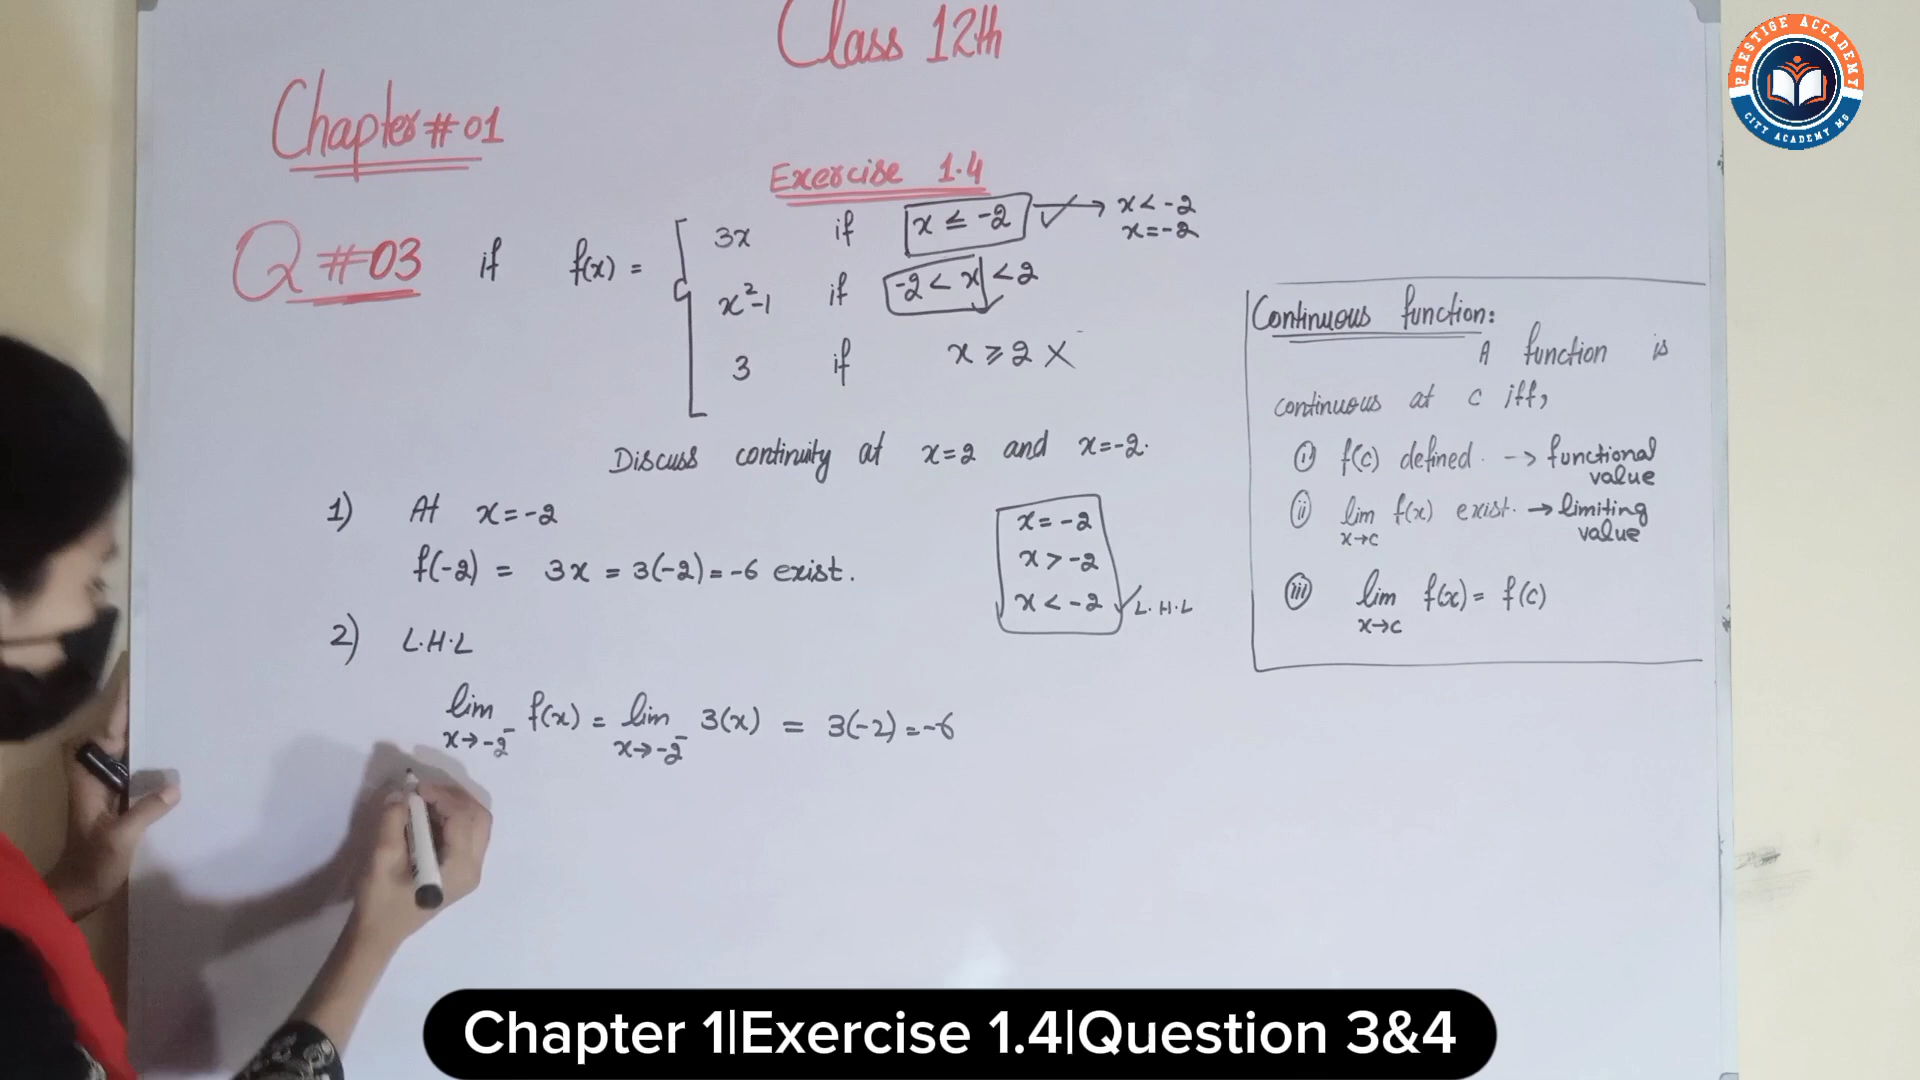 Class 12th
PRESTIGE ACCADEMY
CITY ACADEMY MG
Chapter # 01
Exercise 1.4
Q # 03 if f(x) =
3x if x ≤ -2 → x < -2
x = -2
x²-1 if -2 < x < 2
3 if x ≥ 2 ×
Discuss continuity at x=2 and x=-2.
1) At x = -2
f(-2) = 3x = 3(-2) = -6 exist.
2) L.H.L
lim f(x) = lim 3(x) = 3(-2) = -6
x→-2⁻ x→-2⁻
x = -2
x > -2
x < -2 ✓ L.H.L
Continuous function:
A function is
continuous at c iff,
(i) f(c) defined. --> functional
value
(ii) lim f(x) exist. → limiting
x→c value
(iii) lim f(x) = f(c)
x→c
Chapter 1|Exercise 1.4|Question 3&4